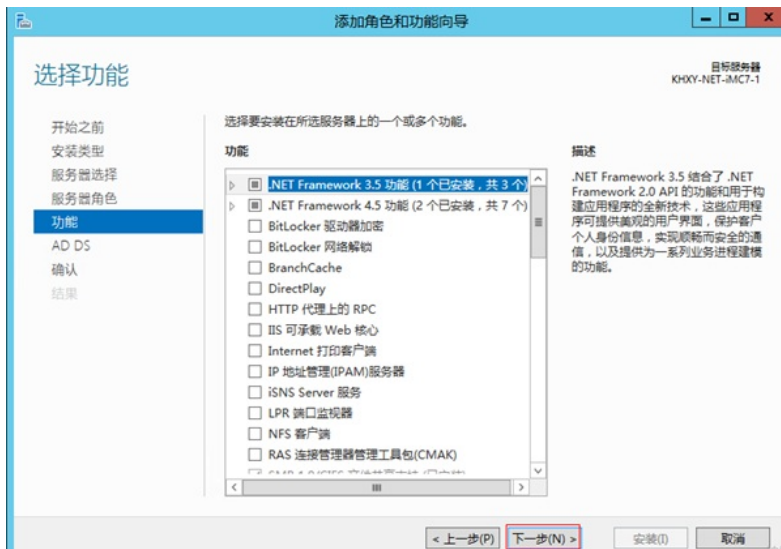 添加角色和功能向导
选择功能
目标服务器
KHXY-NET-iMC7-1
开始之前
安装类型
服务器选择
服务器角色
功能
AD DS
确认
结果
选择要安装在所选服务器上的一个或多个功能。
功能
.NET Framework 3.5 功能 (1 个已安装，共 3 个)
.NET Framework 4.5 功能 (2 个已安装，共 7 个)
BitLocker 驱动器加密
BitLocker 网络解锁
BranchCache
DirectPlay
HTTP 代理上的 RPC
IIS 可承载 Web 核心
Internet 打印客户端
IP 地址管理(IPAM)服务器
iSNS Server 服务
LPR 端口监视器
NFS 客户端
RAS 连接管理器管理工具包(CMAK)
描述
.NET Framework 3.5 结合了 .NET
Framework 2.0 API 的功能和用于构
建应用程序的全新技术，这些应用程
序可提供美观的用户界面，保护客户
个人身份信息，实现顺畅而安全的通
信，以及提供为一系列业务进程建模
的功能。
< 上一步(P)
下一步(N) >
安装(I)
取消